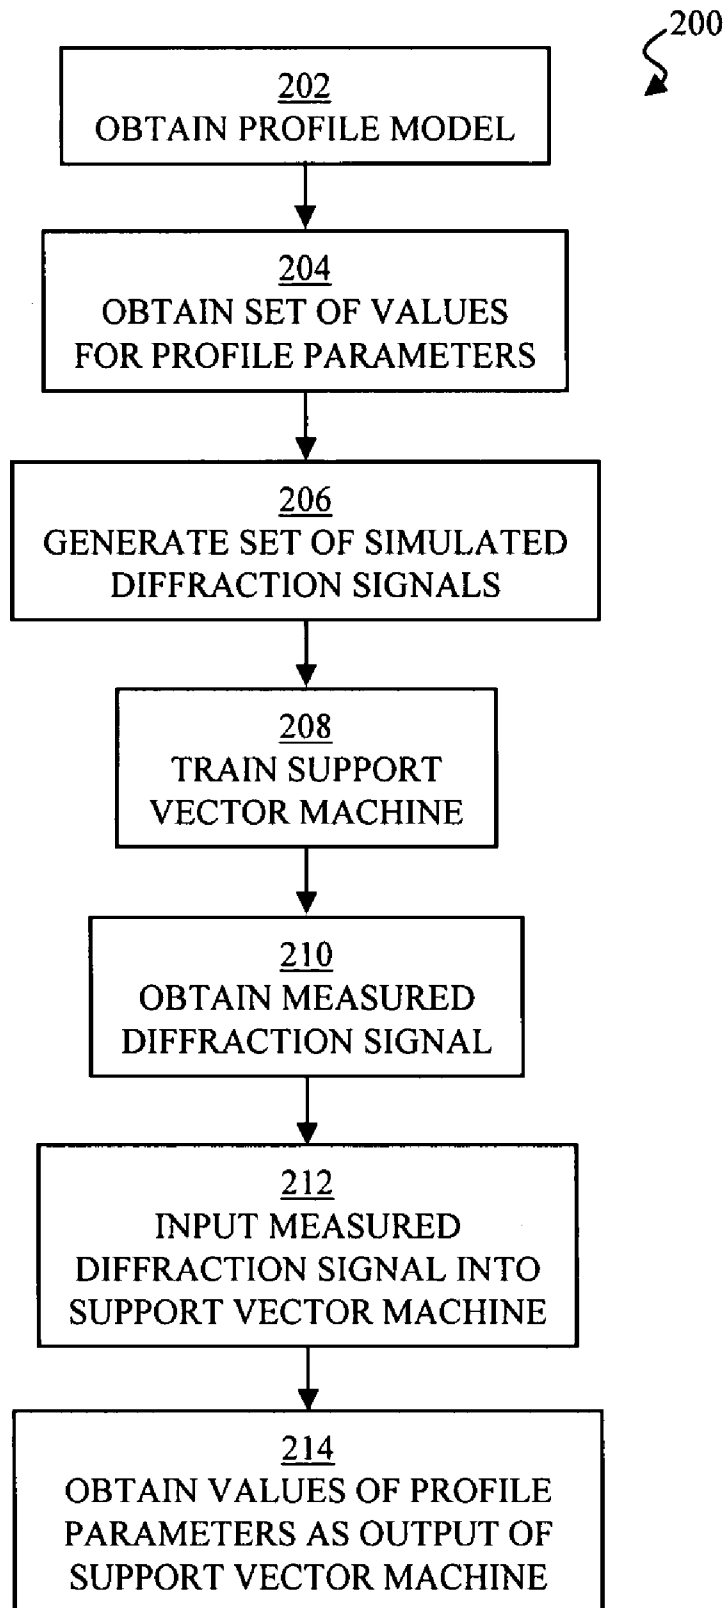 200
202
OBTAIN PROFILE MODEL
204
OBTAIN SET OF VALUES
FOR PROFILE PARAMETERS
206
GENERATE SET OF SIMULATED
DIFFRACTION SIGNALS
208
TRAIN SUPPORT
VECTOR MACHINE
210
OBTAIN MEASURED
DIFFRACTION SIGNAL
212
INPUT MEASURED
DIFFRACTION SIGNAL INTO
SUPPORT VECTOR MACHINE
214
OBTAIN VALUES OF PROFILE
PARAMETERS AS OUTPUT OF
SUPPORT VECTOR MACHINE